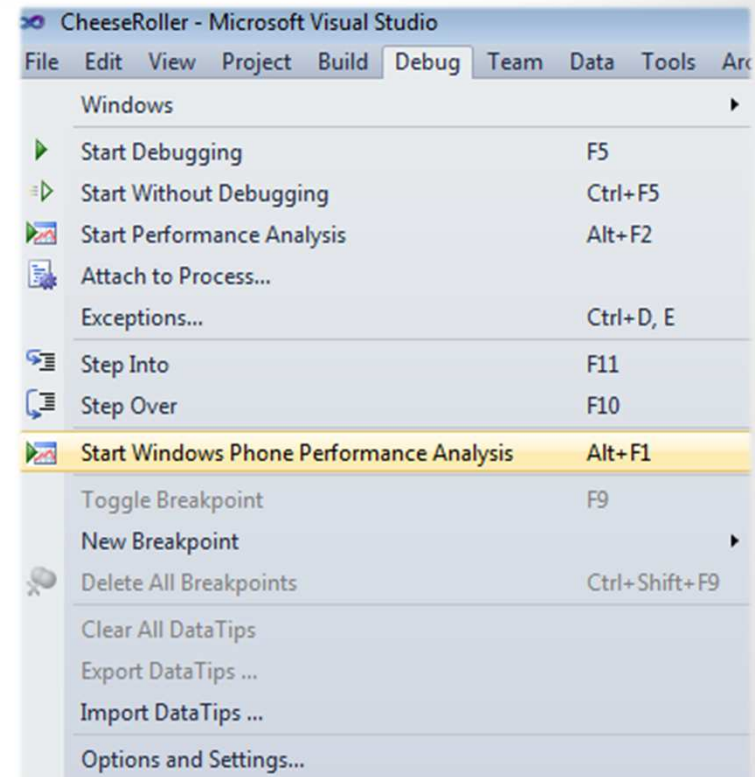 CheeseRoller - Microsoft Visual Studio
File Edit View Project Build Debug Team Data Tools Arc
Windows
Start Debugging F5
Start Without Debugging Ctrl+F5
Start Performance Analysis Alt+F2
Attach to Process...
Exceptions... Ctrl+D, E
Step Into F11
Step Over F10
Start Windows Phone Performance Analysis Alt+F1
Toggle Breakpoint F9
New Breakpoint
Delete All Breakpoints Ctrl+Shift+F9
Clear All DataTips
Export DataTips ...
Import DataTips ...
Options and Settings...